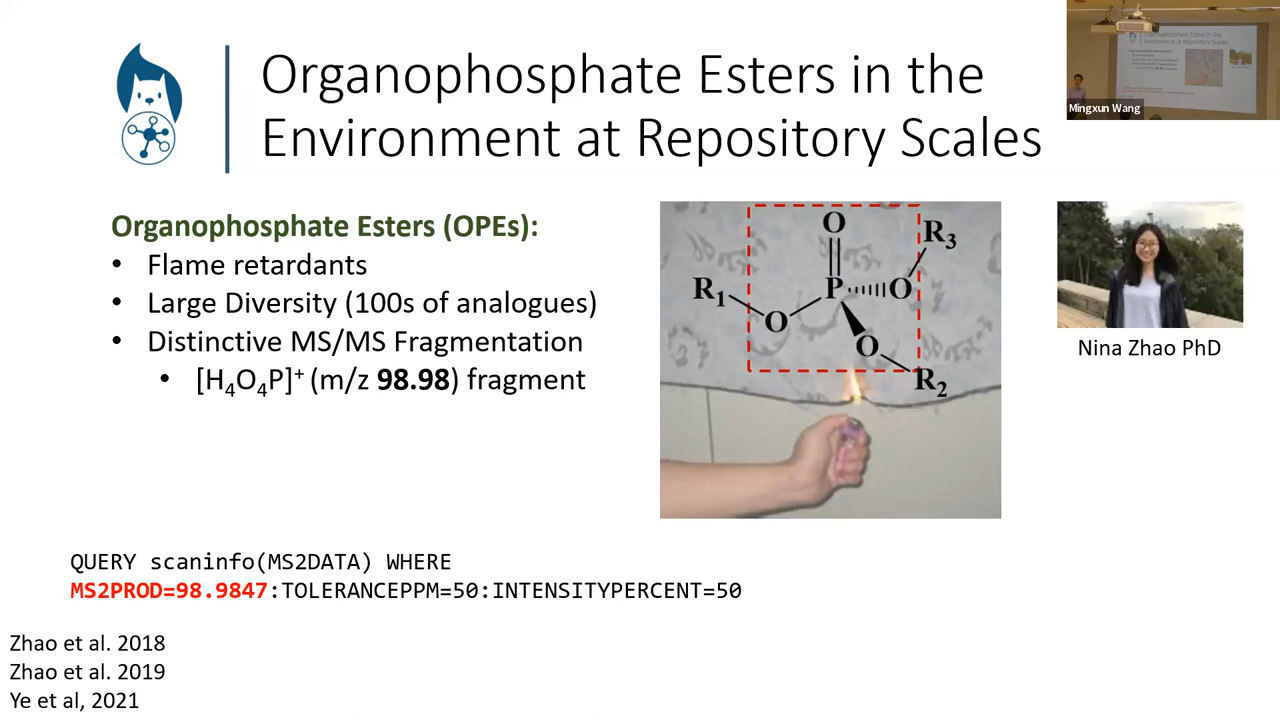 Organophosphate Esters in the
Environment at Repository Scales
Mingxun Wang
Organophosphate Esters (OPEs):
• Flame retardants
• Large Diversity (100s of analogues)
• Distinctive MS/MS Fragmentation
• [H4O4P]+ (m/z 98.98) fragment
O
R3
R1
P
O
O
O
R2
Nina Zhao PhD
QUERY scaninfo(MS2DATA) WHERE
MS2PROD=98.9847:TOLERANCEPPM=50:INTENSITYPERCENT=50
Zhao et al. 2018
Zhao et al. 2019
Ye et al, 2021